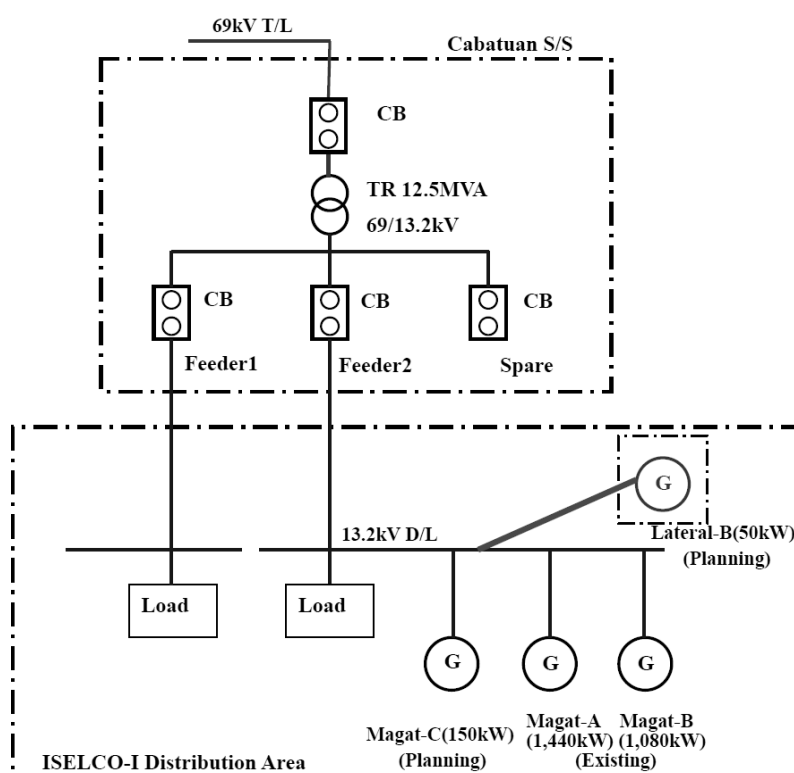 69kV T/L
Cabatuan S/S
CB
TR 12.5MVA
69/13.2kV
CB
CB
CB
Feeder1
Feeder2
Spare
G
13.2kV D/L
Lateral-B(50kW)
(Planning)
Load
Load
G
G
G
Magat-C(150kW)
(Planning)
Magat-A
(1,440kW)
Magat-B
(1,080kW)
(Existing)
ISELCO-I Distribution Area